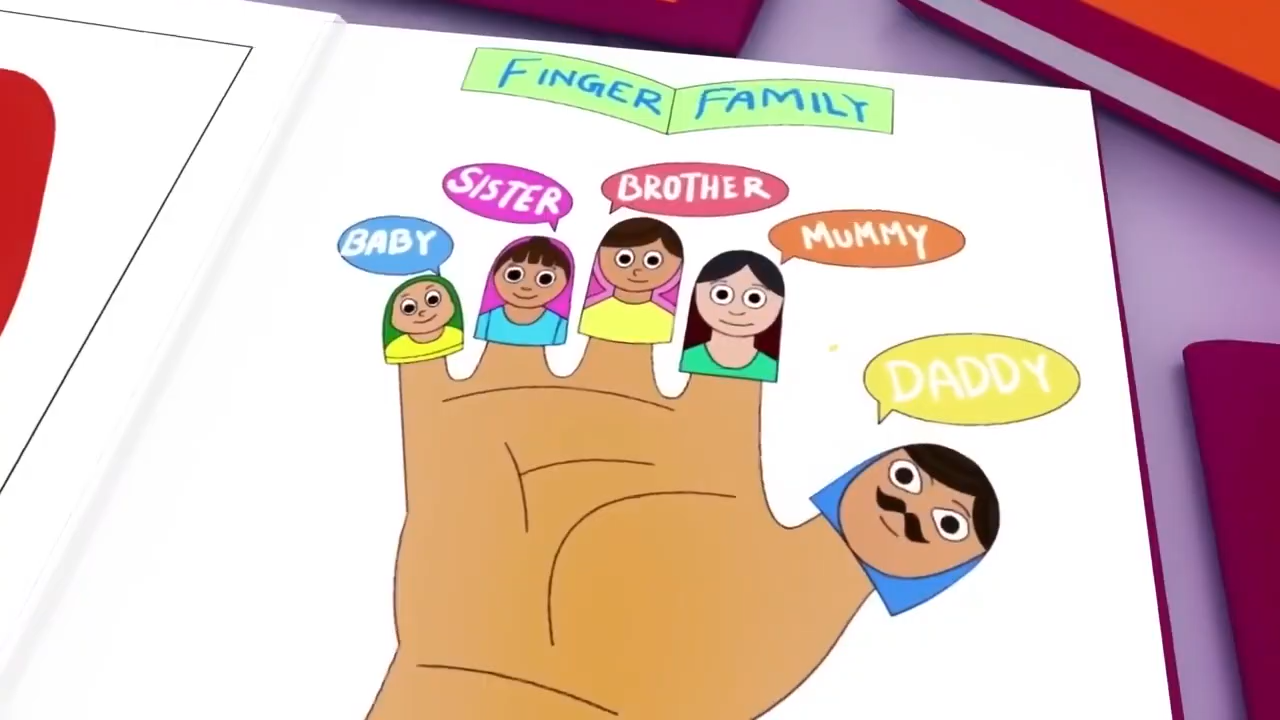 FINGER FAMILY
SISTER
BROTHER
BABY
MUMMY
DADDY